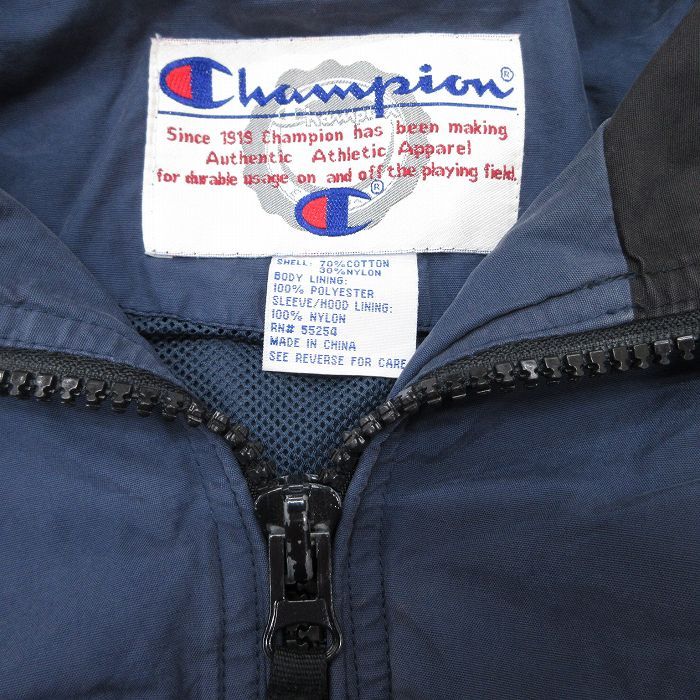 Champion®
Champion
Since 1919 Champion has been making
Authentic Athletic Apparel
for durable usage on and off the playing field.
®
SHELL: 70%COTTON
30%NYLON
BODY LINING:
100% POLYESTER
SLEEVE/HOOD LINING:
100% NYLON
RN# 55254
MADE IN CHINA
SEE REVERSE FOR CARE